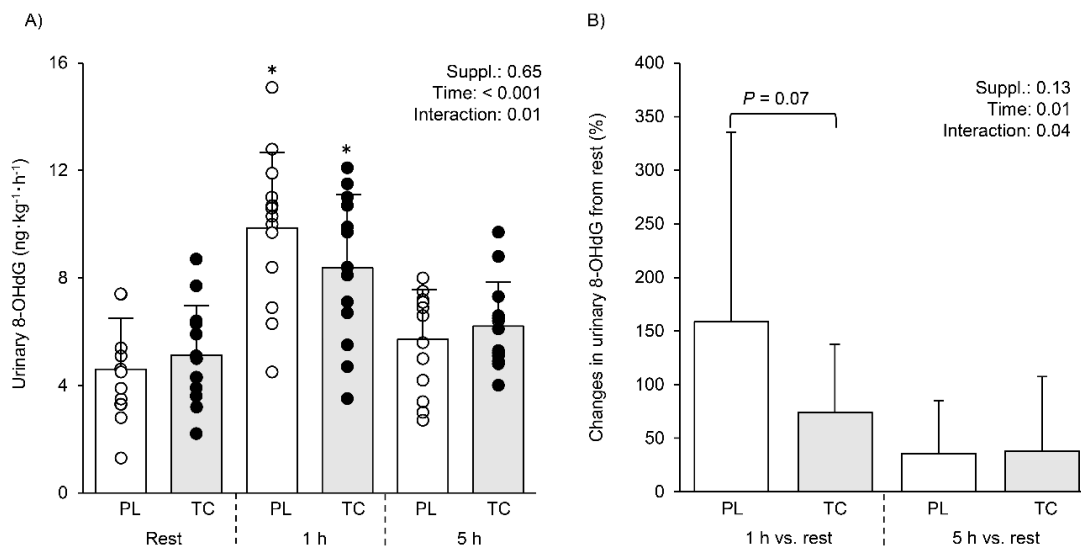 A)
Urinary 8-OHdG (ng·kg⁻¹·h⁻¹)
16
12
8
4
0
Suppl.: 0.65
Time: < 0.001
Interaction: 0.01
*
*
PL
TC
PL
TC
PL
TC
Rest
1 h
5 h
B)
Changes in urinary 8-OHdG from rest (%)
400
350
300
250
200
150
100
50
0
Suppl.: 0.13
Time: 0.01
Interaction: 0.04
P = 0.07
PL
TC
PL
TC
1 h vs. rest
5 h vs. rest